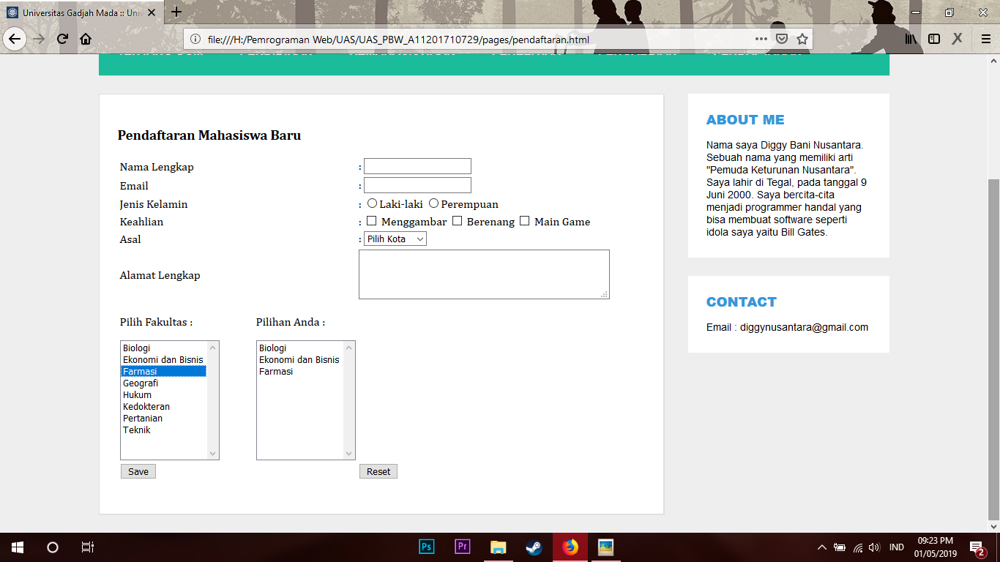 Universitas Gadjah Mada :: Uni
file:///H:/Pemrograman Web/UAS/UAS_PBW_A11201710729/pages/pendaftaran.html
Pendaftaran Mahasiswa Baru
Nama Lengkap :
Email :
Jenis Kelamin : Laki-laki Perempuan
Keahlian : Menggambar Berenang Main Game
Asal : Pilih Kota
Alamat Lengkap
Pilih Fakultas : Pilihan Anda :
Biologi
Ekonomi dan Bisnis
Farmasi
Geografi
Hukum
Kedokteran
Pertanian
Teknik
Biologi
Ekonomi dan Bisnis
Farmasi
Save Reset
ABOUT ME
Nama saya Diggy Bani Nusantara.
Sebuah nama yang memiliki arti
"Pemuda Keturunan Nusantara".
Saya lahir di Tegal, pada tanggal 9
Juni 2000. Saya bercita-cita
menjadi programmer handal yang
bisa membuat software seperti
idola saya yaitu Bill Gates.
CONTACT
Email : diggynusantara@gmail.com
Ps Pr IND 09:23 PM
01/05/2019 2